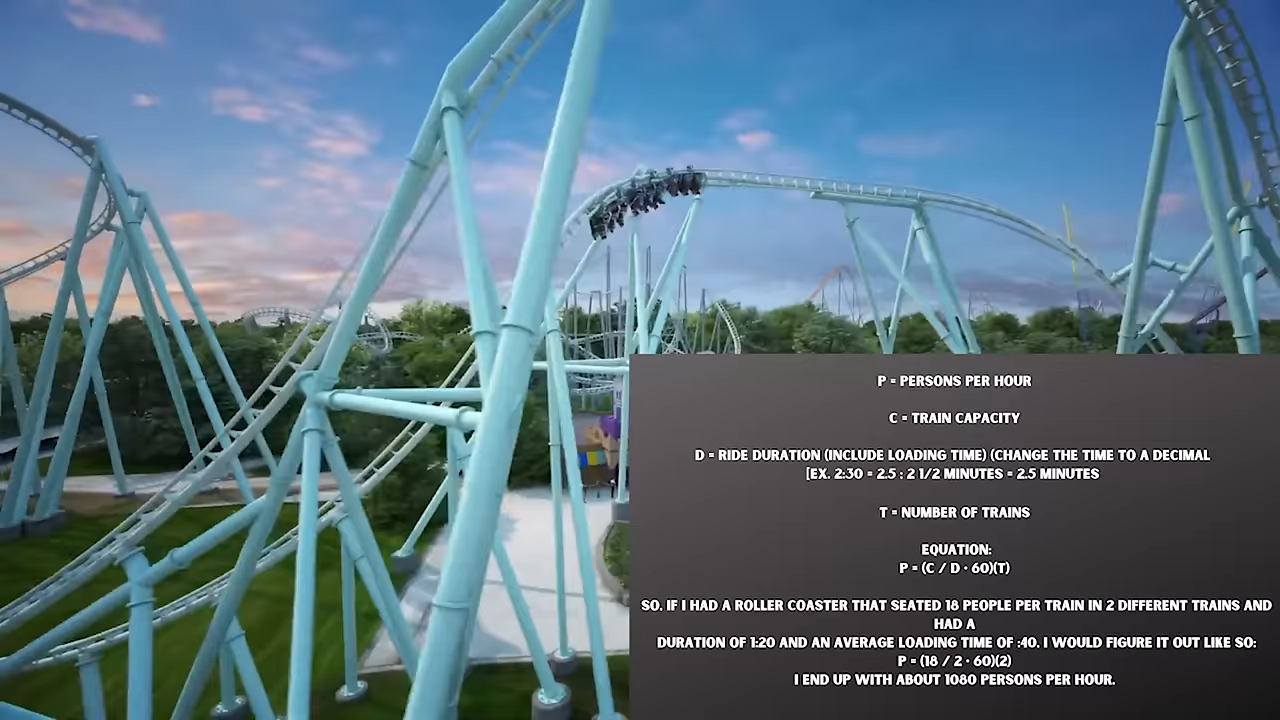 P = PERSONS PER HOUR
C = TRAIN CAPACITY
D = RIDE DURATION (INCLUDE LOADING TIME) (CHANGE THE TIME TO A DECIMAL
[EX. 2:30 = 2.5 : 2 1/2 MINUTES = 2.5 MINUTES
T = NUMBER OF TRAINS
EQUATION:
P = (C / D • 60)(T)
SO. IF I HAD A ROLLER COASTER THAT SEATED 18 PEOPLE PER TRAIN IN 2 DIFFERENT TRAINS AND
HAD A
DURATION OF 1:20 AND AN AVERAGE LOADING TIME OF :40. I WOULD FIGURE IT OUT LIKE SO:
P = (18 / 2 • 60)(2)
I END UP WITH ABOUT 1080 PERSONS PER HOUR.